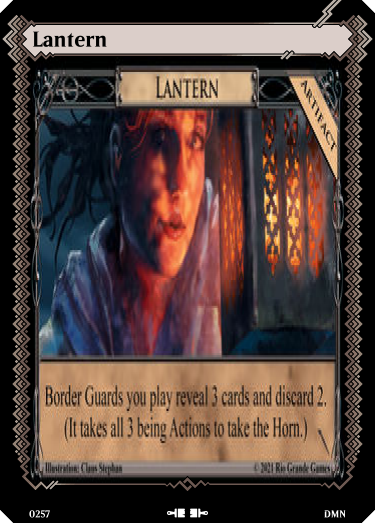 Lantern
LANTERN
ARTIFACT
Border Guards you play reveal 3 cards and discard 2.
(It takes all 3 being Actions to take the Horn.)
Illustration: Claus Stephan
© 2021 Rio Grande Games
0257
DMN